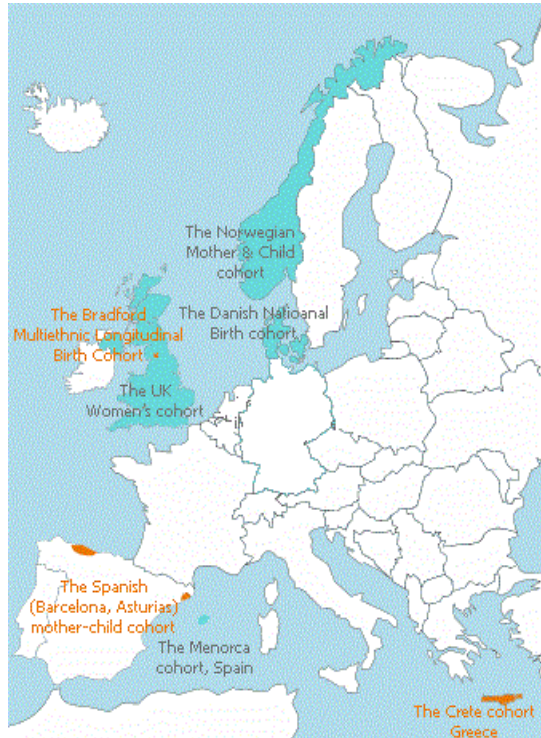 The Norwegian
Mother & Child
cohort
The Danish Natioanal
Birth cohort
The Bradford
Multiethnic Longitudinal
Birth Cohort
The UK
Women's cohort
The Spanish
(Barcelona, Asturias)
mother-child cohort
The Menorca
cohort, Spain
The Crete cohort
Greece